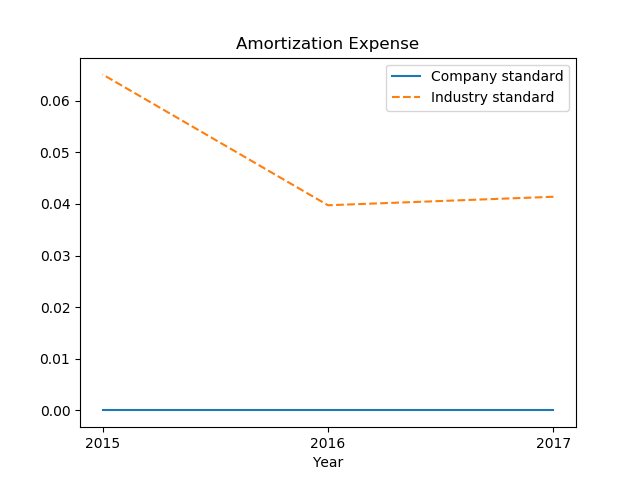 Amortization Expense
Company standard
Industry standard
0.06
0.05
0.04
0.03
0.02
0.01
0.00
2015 2016 2017
Year